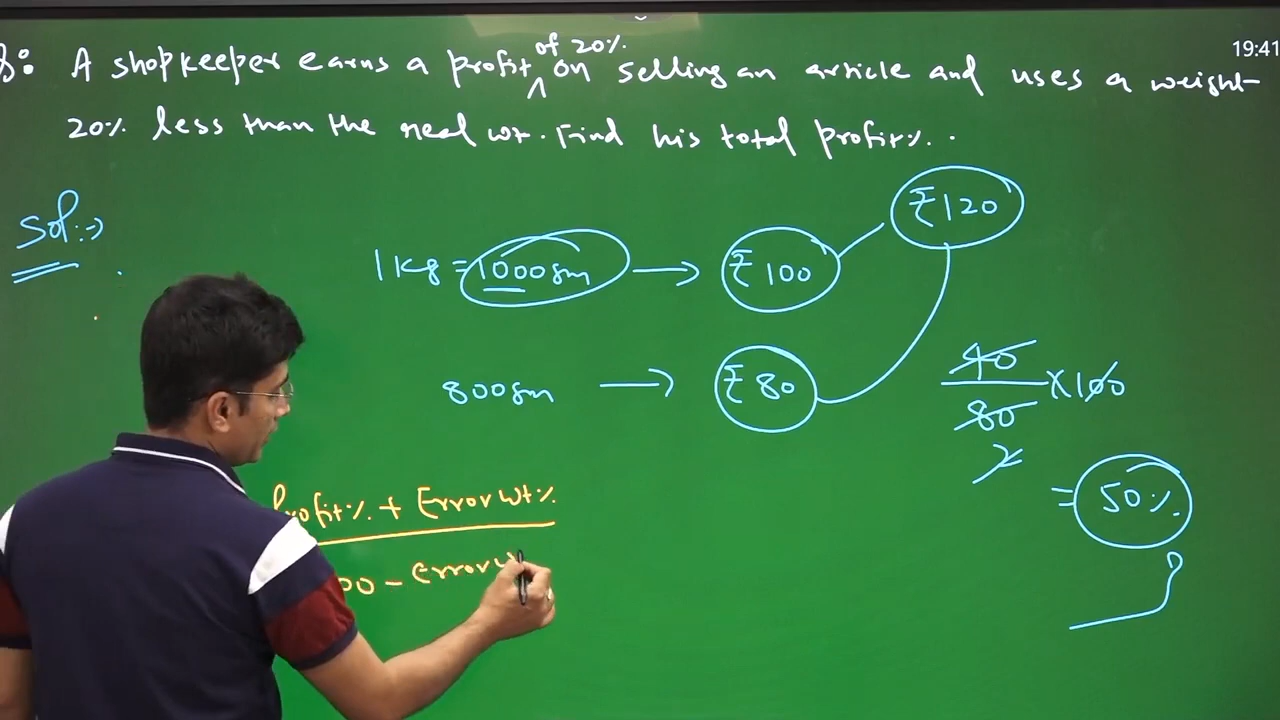 19:41
Q: A shopkeeper earns a profit of 20% on selling an article and uses a weight
20% less than the real wt. Find his total profit%.
Sol:→
₹120
1Kg = 1000gm → ₹100
800gm → ₹80
40
80
×100
2
= 50%
Profit% + Error wt%
00 - Error w